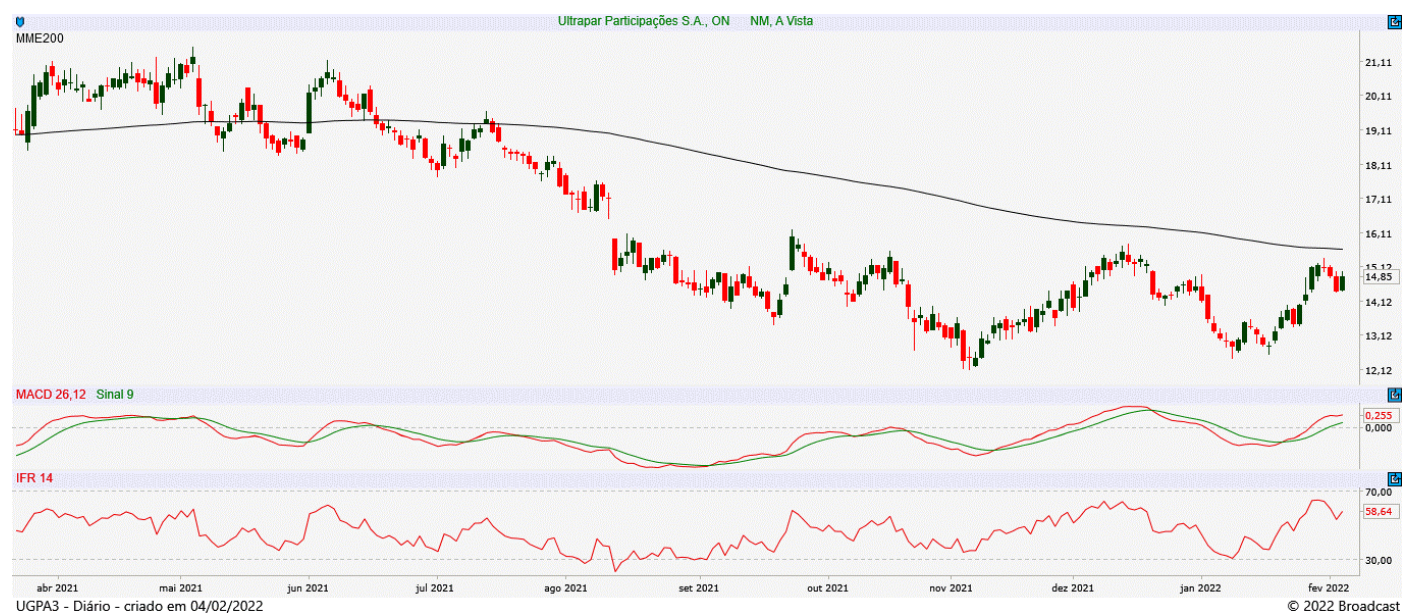 Ultrapar Participações S.A., ON NM, A Vista
MME200
21,11
20,11
19,11
18,11
17,11
16,11
15,12
14,85
14,12
13,12
12,12
MACD 26,12 Sinal 9
0,255
0,000
IFR 14
70,00
58,64
30,00
abr 2021 mai 2021 jun 2021 jul 2021 ago 2021 set 2021 out 2021 nov 2021 dez 2021 jan 2022 fev 2022
UGPA3 - Diário - criado em 04/02/2022 © 2022 Broadcast